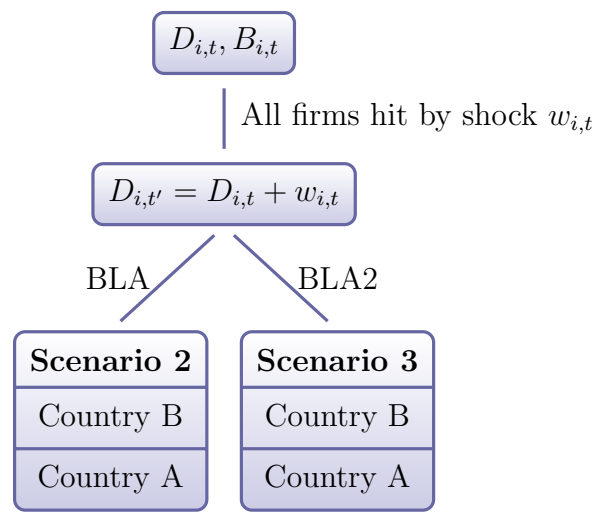 D_{i,t}, B_{i,t}
All firms hit by shock w_{i,t}
D_{i,t'} = D_{i,t} + w_{i,t}
BLA BLA2
Scenario 2 Scenario 3
Country B Country B
Country A Country A